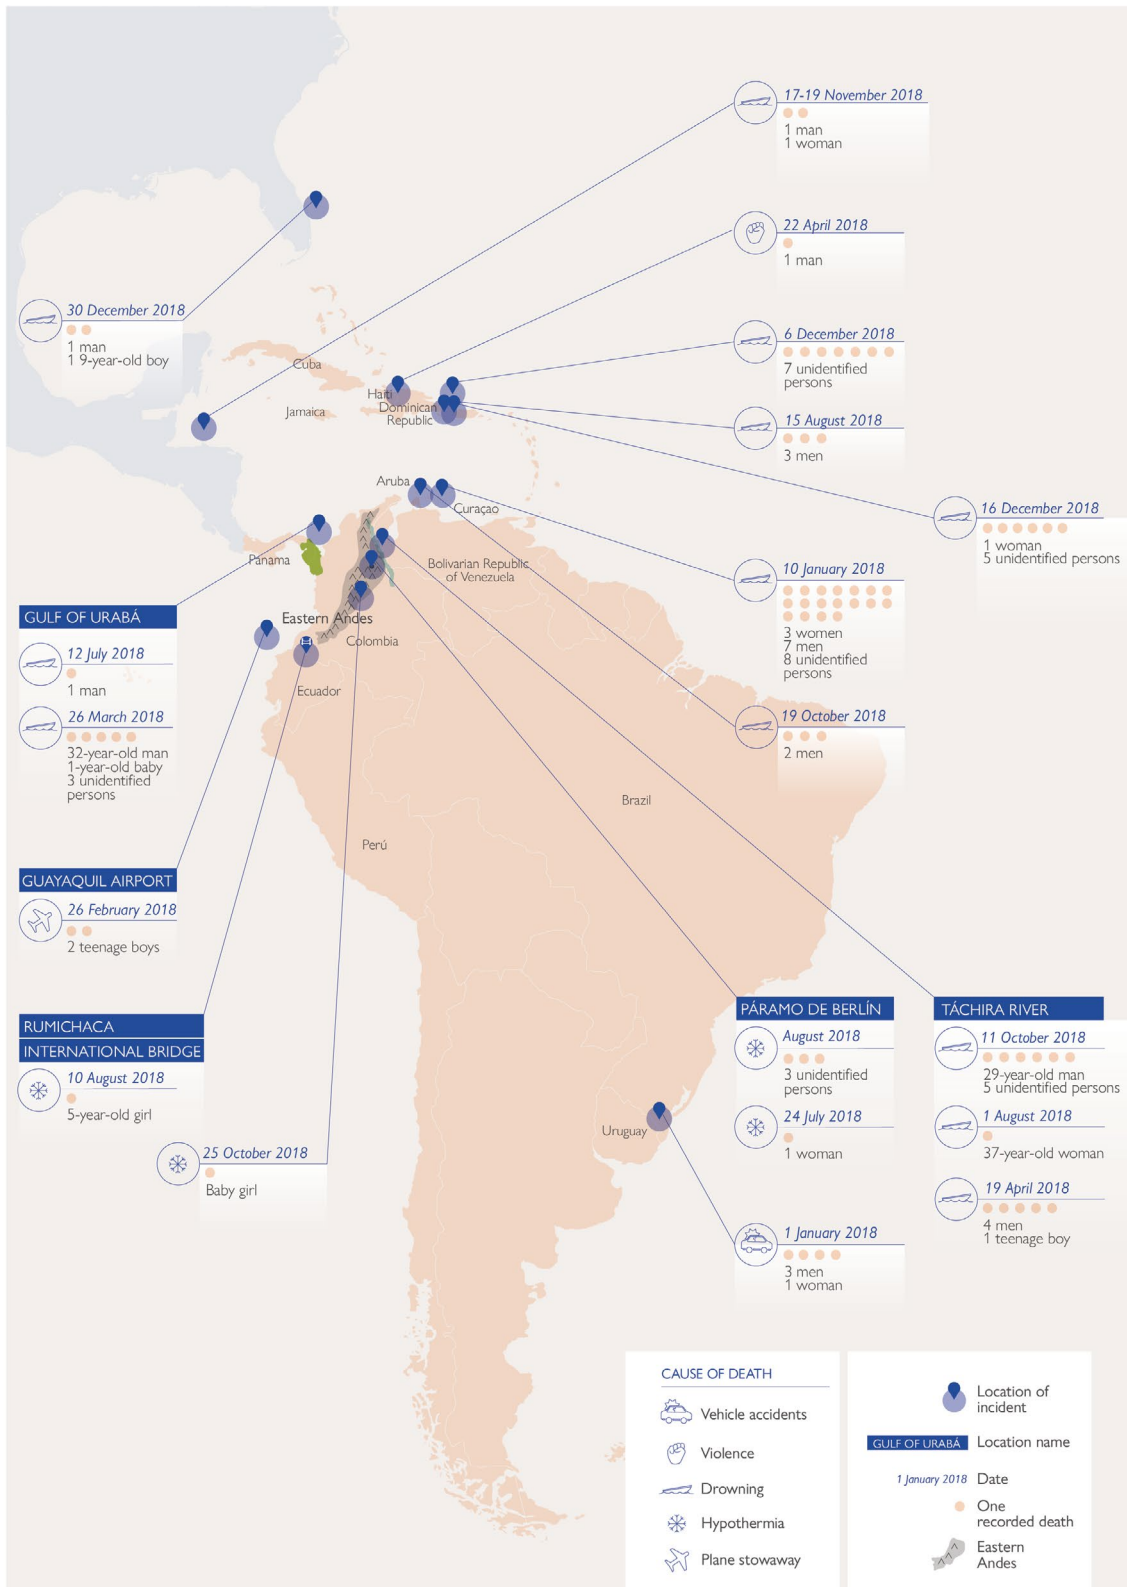 17-19 November 2018
1 man
1 woman
22 April 2018
1 man
30 December 2018
1 man
1 9-year-old boy
6 December 2018
7 unidentified
persons
15 August 2018
3 men
16 December 2018
1 woman
5 unidentified persons
10 January 2018
3 women
7 men
8 unidentified
persons
19 October 2018
2 men
Cuba
Haiti
Jamaica
Dominican
Republic
Aruba
Curaçao
Panama
Bolivarian Republic
of Venezuela
Eastern Andes
Colombia
Ecuador
Brazil
Perú
Uruguay
GULF OF URABÁ
12 July 2018
1 man
26 March 2018
32-year-old man
1-year-old baby
3 unidentified
persons
GUAYAQUIL AIRPORT
26 February 2018
2 teenage boys
RUMICHACA
INTERNATIONAL BRIDGE
10 August 2018
5-year-old girl
25 October 2018
Baby girl
PÁRAMO DE BERLÍN
August 2018
3 unidentified
persons
24 July 2018
1 woman
1 January 2018
3 men
1 woman
TÁCHIRA RIVER
11 October 2018
29-year-old man
5 unidentified persons
1 August 2018
37-year-old woman
19 April 2018
4 men
1 teenage boy
CAUSE OF DEATH
Vehicle accidents
Violence
Drowning
Hypothermia
Plane stowaway
Location of
incident
GULF OF URABÁ Location name
1 January 2018 Date
One
recorded death
Eastern
Andes